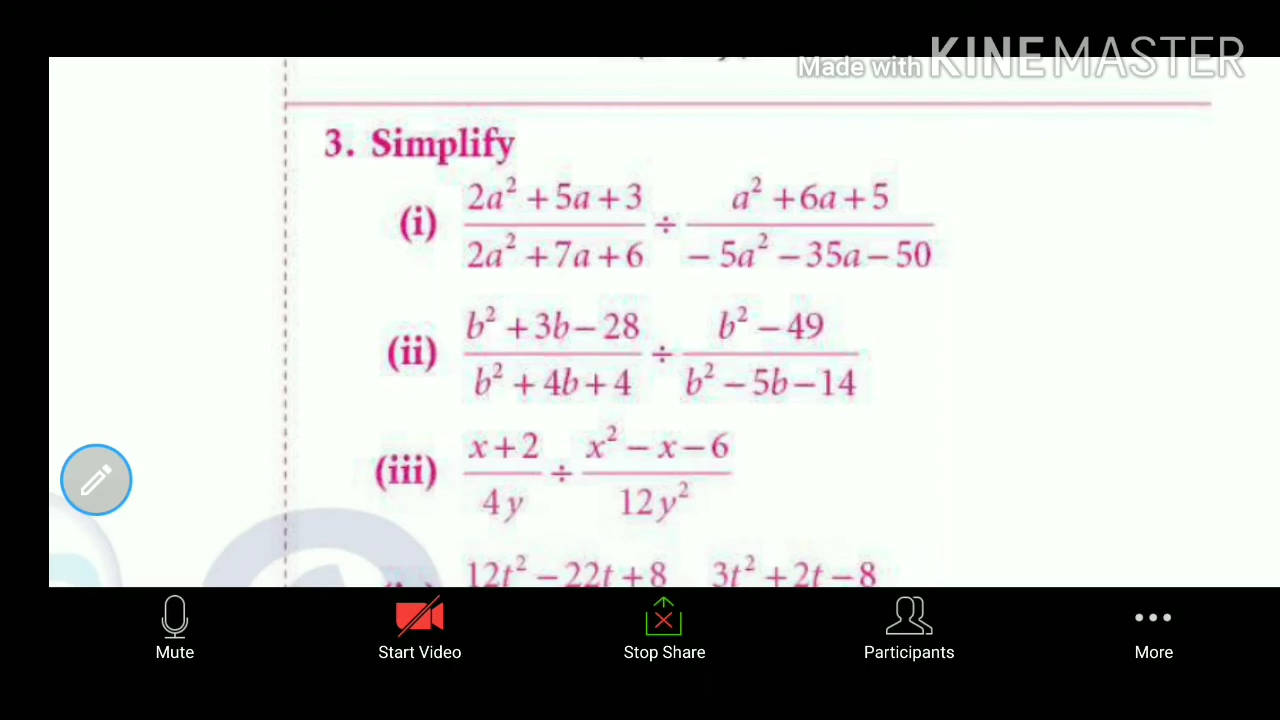 Made with KINEMASTER
3. Simplify
(i) (2a² + 5a + 3)/(2a² + 7a + 6) ÷ (a² + 6a + 5)/(– 5a² – 35a – 50)
(ii) (b² + 3b – 28)/(b² + 4b + 4) ÷ (b² – 49)/(b² – 5b – 14)
(iii) (x + 2)/(4y) ÷ (x² – x – 6)/(12y²)
12t² – 22t + 8 3t² + 2t – 8
Mute Start Video Stop Share Participants More